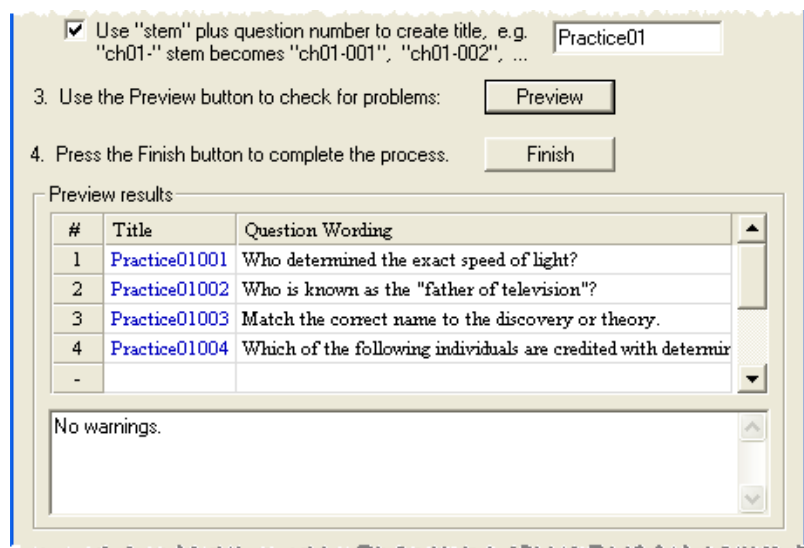 Use "stem" plus question number to create title, e.g.
"ch01-" stem becomes "ch01-001", "ch01-002", ...
Practice01
3. Use the Preview button to check for problems:
Preview
4. Press the Finish button to complete the process.
Finish
Preview results
# Title Question Wording
1 Practice01001 Who determined the exact speed of light?
2 Practice01002 Who is known as the "father of television"?
3 Practice01003 Match the correct name to the discovery or theory.
4 Practice01004 Which of the following individuals are credited with determin
-
No warnings.